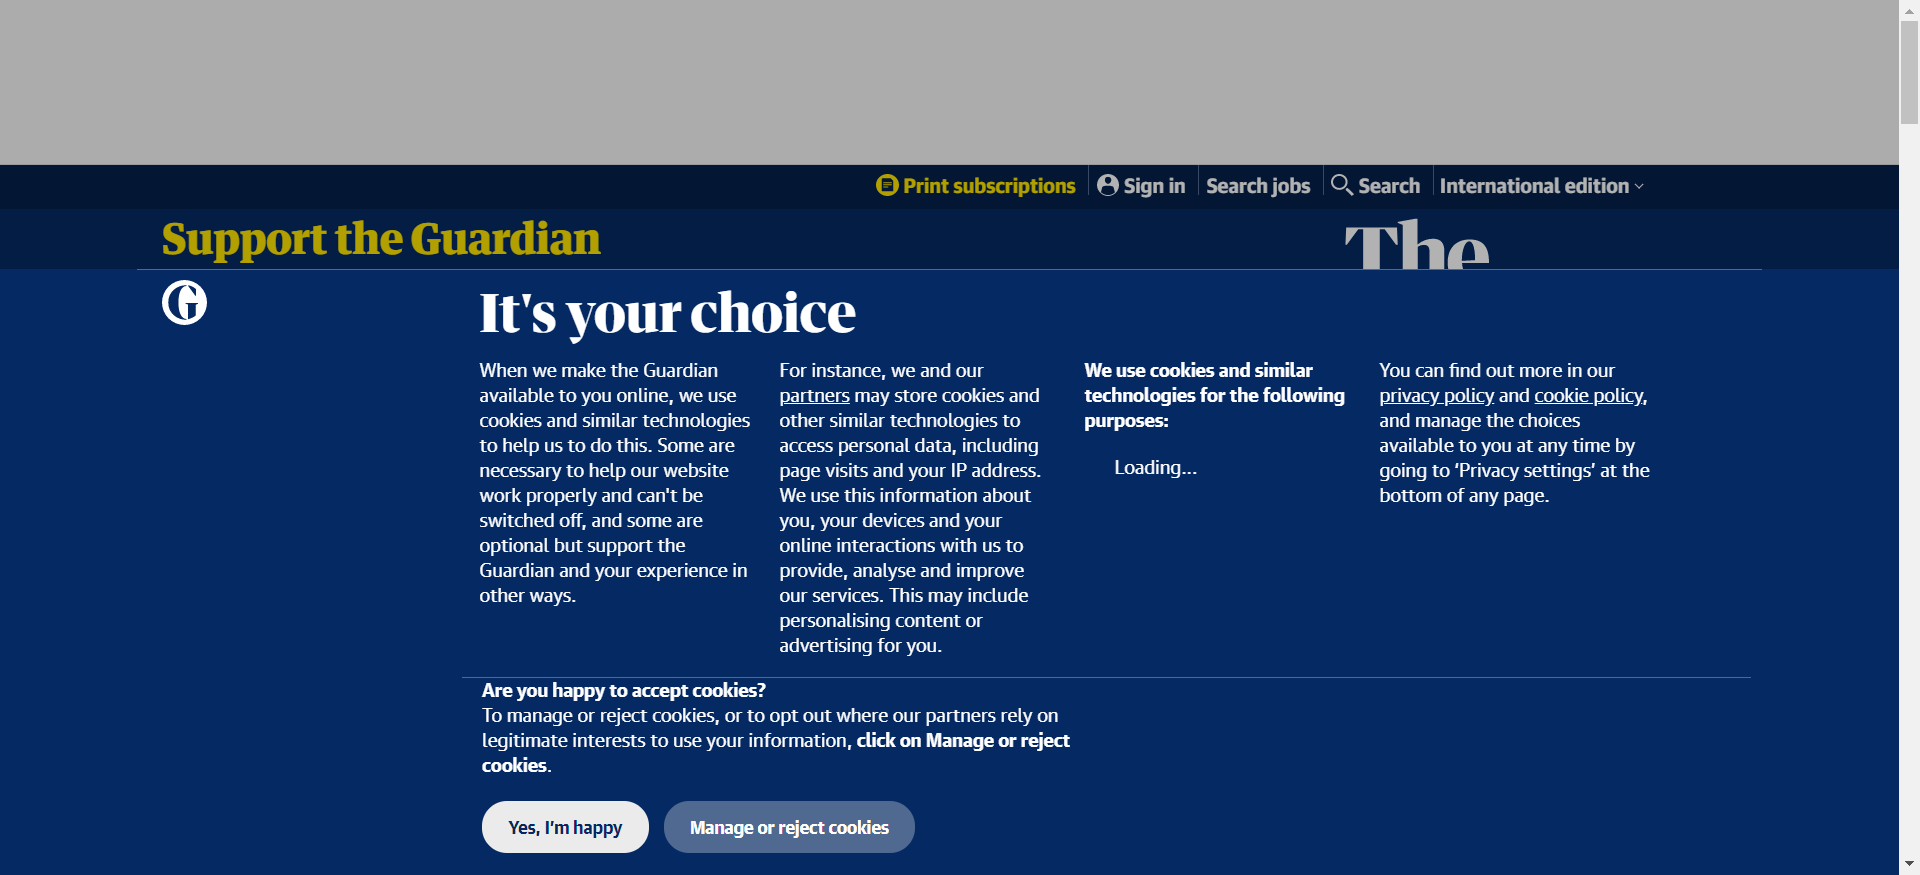 Print subscriptions
Sign in
Search jobs
Search
International edition
Support the Guardian
The
G
It's your choice
When we make the Guardian
available to you online, we use
cookies and similar technologies
to help us to do this. Some are
necessary to help our website
work properly and can't be
switched off, and some are
optional but support the
Guardian and your experience in
other ways.
For instance, we and our
partners may store cookies and
other similar technologies to
access personal data, including
page visits and your IP address.
We use this information about
you, your devices and your
online interactions with us to
provide, analyse and improve
our services. This may include
personalising content or
advertising for you.
We use cookies and similar
technologies for the following
purposes:
Loading...
You can find out more in our
privacy policy and cookie policy,
and manage the choices
available to you at any time by
going to ‘Privacy settings’ at the
bottom of any page.
Are you happy to accept cookies?
To manage or reject cookies, or to opt out where our partners rely on
legitimate interests to use your information, click on Manage or reject
cookies.
Yes, I’m happy
Manage or reject cookies